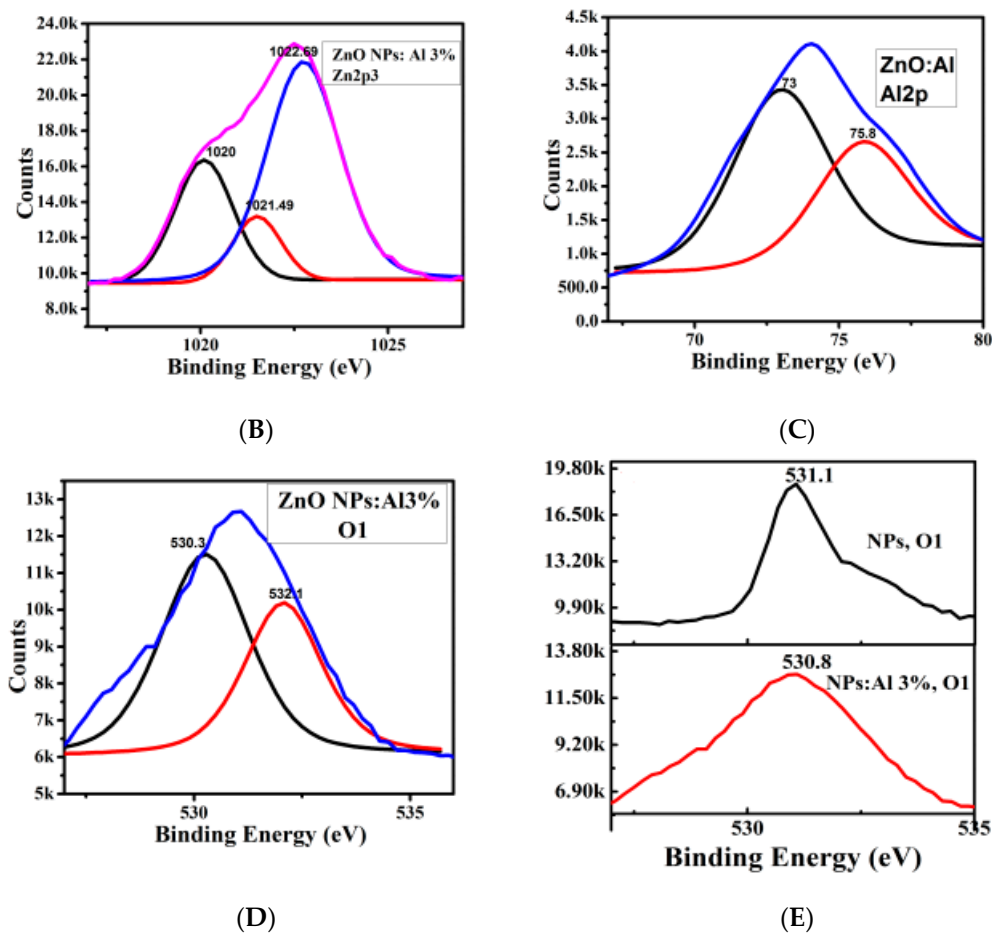 24.0k
22.0k
20.0k
18.0k
16.0k
14.0k
12.0k
10.0k
8.0k
Counts
1022.69
1020
1021.49
ZnO NPs: Al 3%
Zn2p3
1020
1025
Binding Energy (eV)
(B)
4.5k
4.0k
3.5k
3.0k
2.5k
2.0k
1.5k
1.0k
500.0
0.0
Counts
73
75.8
ZnO:Al
Al2p
70
75
80
Binding Energy (eV)
(C)
13k
12k
11k
10k
9k
8k
7k
6k
5k
Counts
530.3
532.1
ZnO NPs:Al3%
O1
530
535
Binding Energy (eV)
(D)
19.80k
16.50k
13.20k
9.90k
531.1
NPs, O1
13.80k
11.50k
9.20k
6.90k
530.8
NPs:Al 3%, O1
530
535
Binding Energy (eV)
(E)